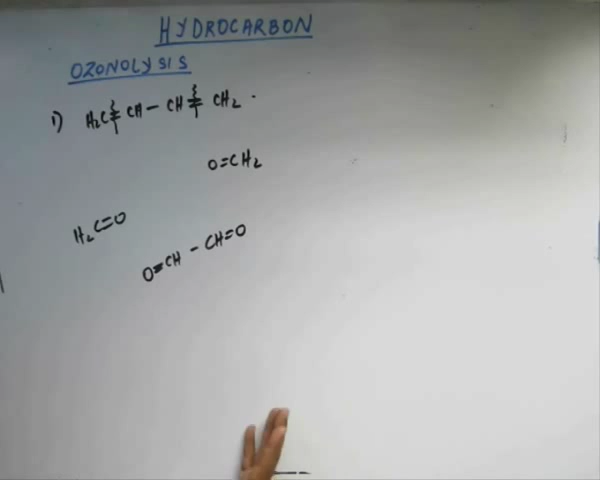 HYDROCARBON
OZONOLYSIS
1) H₂C=CH-CH=CH₂
O=CH₂
H₂C=O
O=CH-CH=O